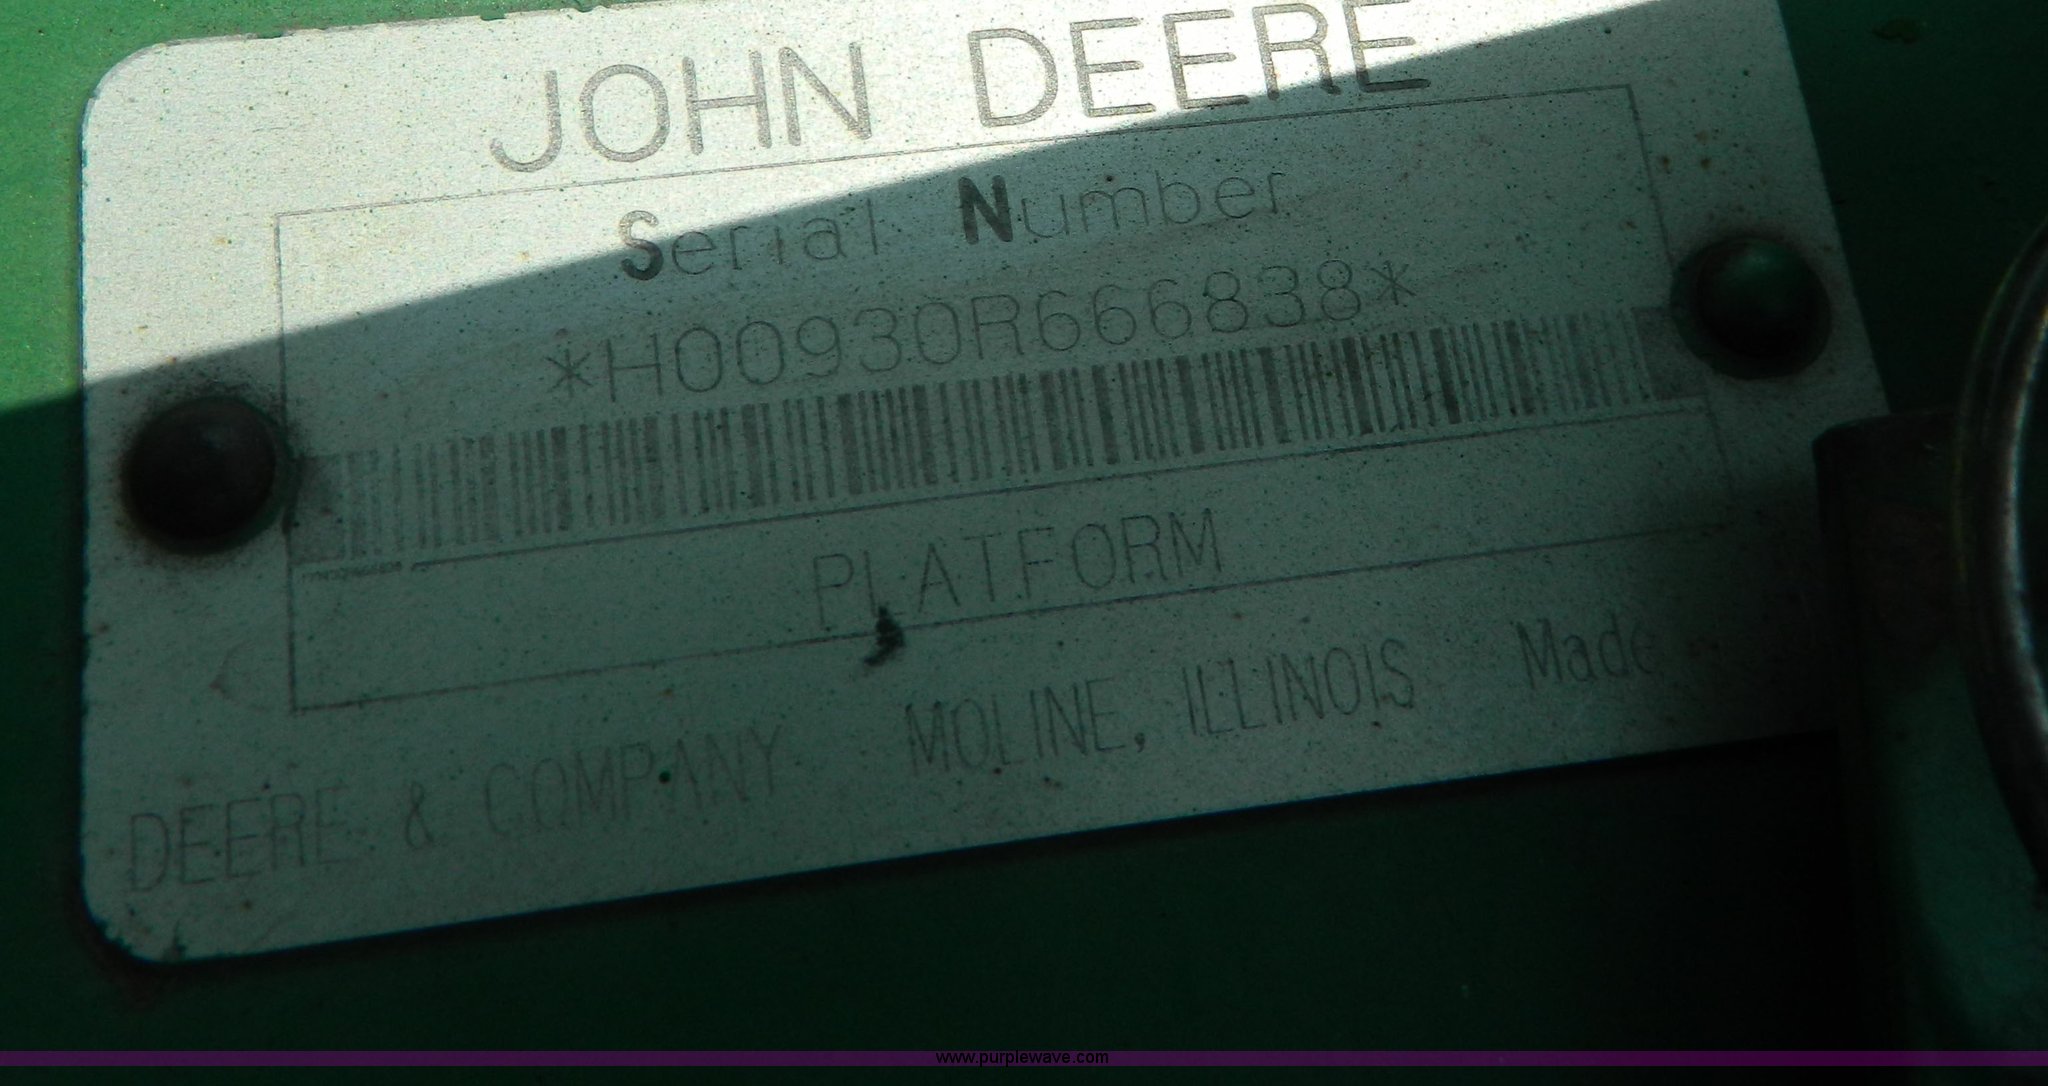 JOHN DEERE
Serial Number
*H00930R666838*
PLATFORM
DEERE & COMPANY MOLINE, ILLINOIS Made
www.purplewave.com